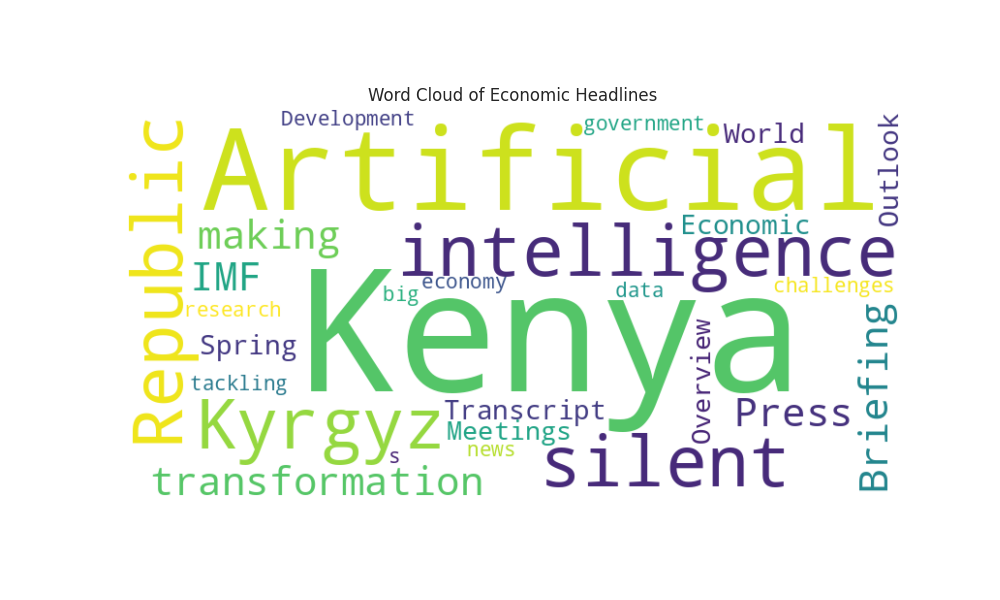 Word Cloud of Economic Headlines
Development
government
World
Outlook
Republic
Artificial
making
Economic
intelligence
IMF
economy
big
data
challenges
research
Kenya
Spring
Overview
Briefing
tackling
Kyrgyz
Transcript
Press
Meetings
news
s
silent
transformation